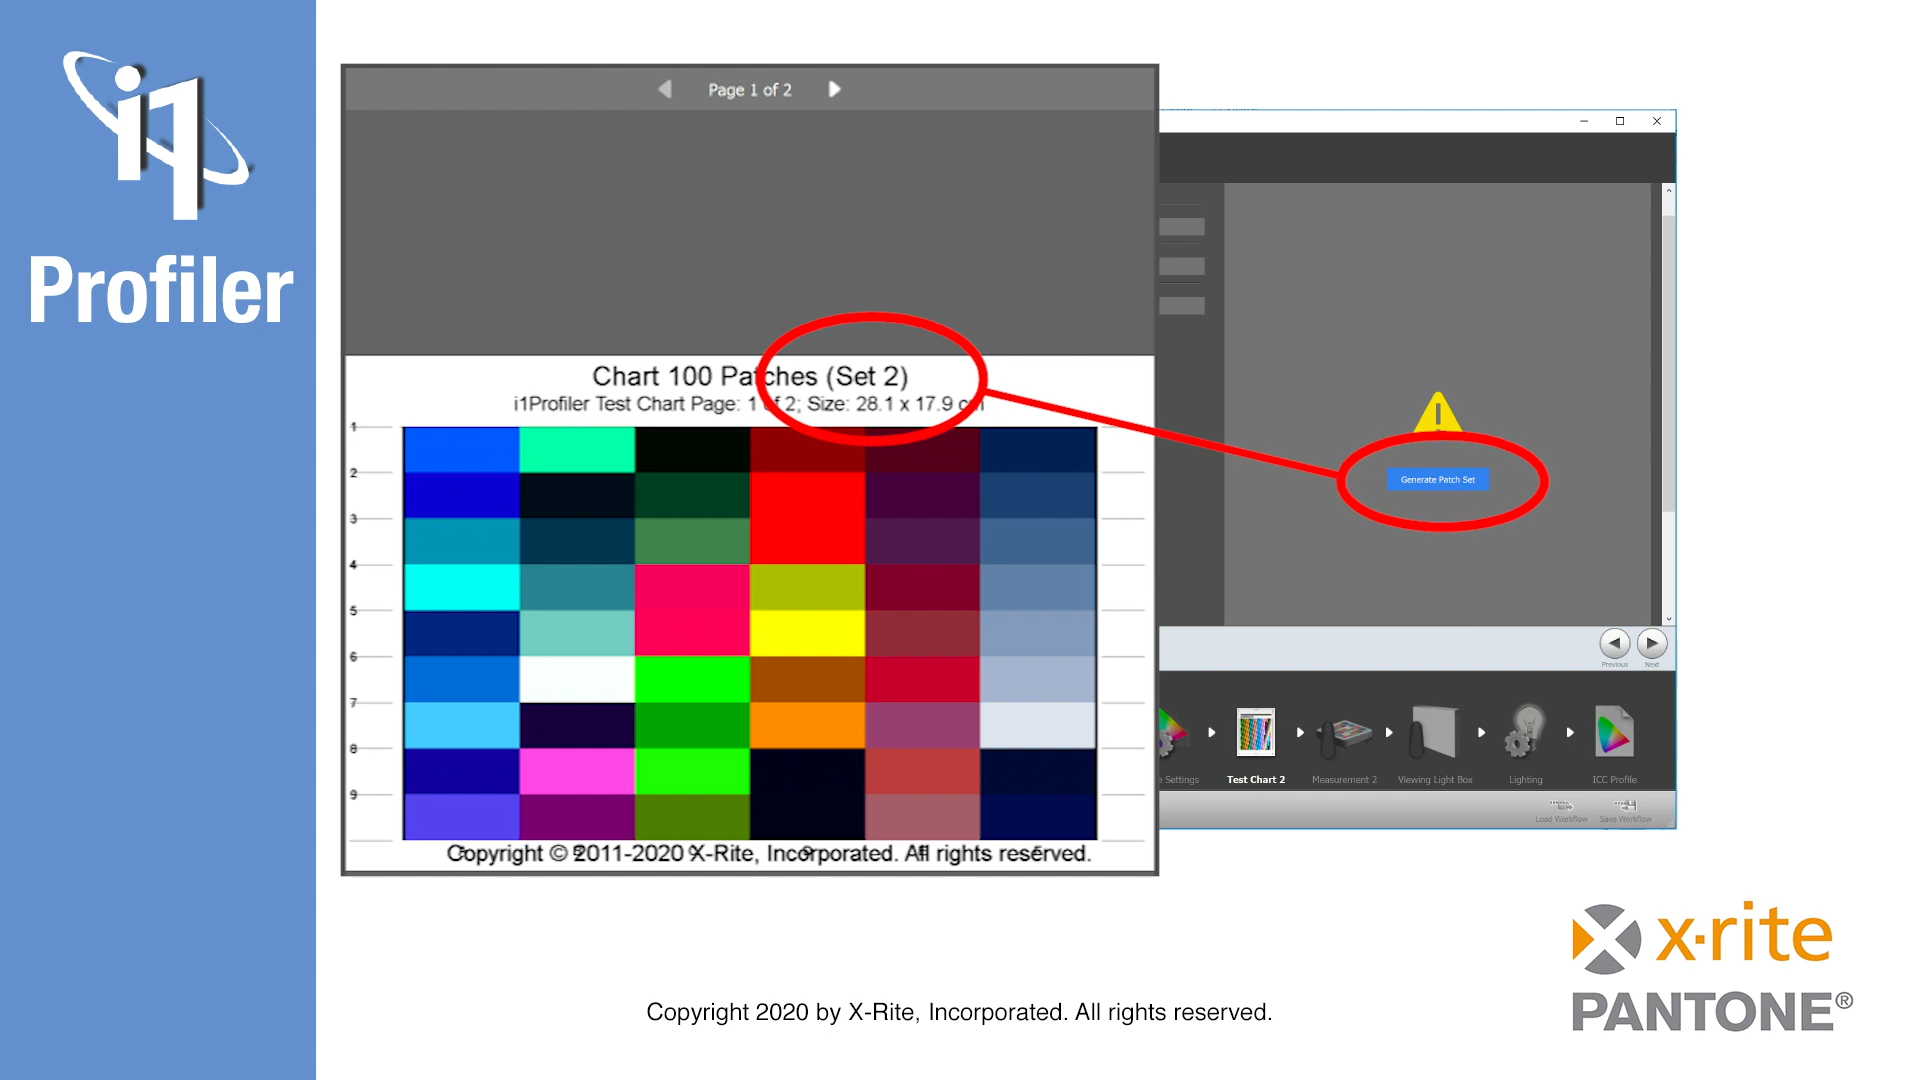 i1
Profiler
Page 1 of 2
Chart 100 Patches (Set 2)
i1Profiler Test Chart Page: 1 of 2; Size: 28.1 x 17.9 cm
1
2
3
4
5
6
7
8
9
Copyright © 2011-2020 X-Rite, Incorporated. All rights reserved.
Generate Patch Set
Previous
Next
Settings
Test Chart 2
Measurement 2
Viewing Light Box
Lighting
ICC Profile
Load Workflow
Save Workflow
x·rite
PANTONE®
Copyright 2020 by X-Rite, Incorporated. All rights reserved.